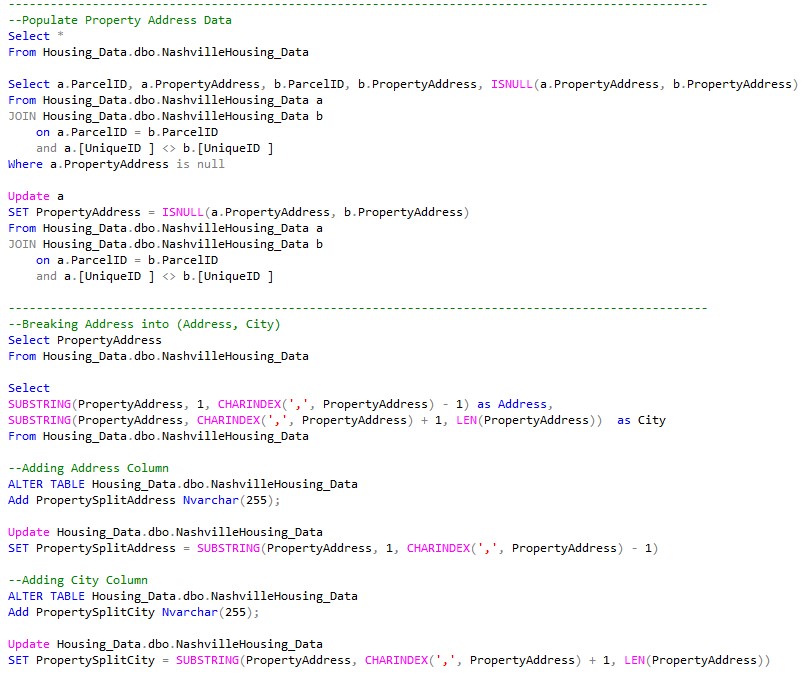 ----------------------------------------------------------------------------------------------------
--Populate Property Address Data
Select *
From Housing_Data.dbo.NashvilleHousing_Data
Select a.ParcelID, a.PropertyAddress, b.ParcelID, b.PropertyAddress, ISNULL(a.PropertyAddress, b.PropertyAddress)
From Housing_Data.dbo.NashvilleHousing_Data a
JOIN Housing_Data.dbo.NashvilleHousing_Data b
on a.ParcelID = b.ParcelID
and a.[UniqueID ] <> b.[UniqueID ]
Where a.PropertyAddress is null
Update a
SET PropertyAddress = ISNULL(a.PropertyAddress, b.PropertyAddress)
From Housing_Data.dbo.NashvilleHousing_Data a
JOIN Housing_Data.dbo.NashvilleHousing_Data b
on a.ParcelID = b.ParcelID
and a.[UniqueID ] <> b.[UniqueID ]
----------------------------------------------------------------------------------------------------
--Breaking Address into (Address, City)
Select PropertyAddress
From Housing_Data.dbo.NashvilleHousing_Data
Select
SUBSTRING(PropertyAddress, 1, CHARINDEX(',', PropertyAddress) - 1) as Address,
SUBSTRING(PropertyAddress, CHARINDEX(',', PropertyAddress) + 1, LEN(PropertyAddress))  as City
From Housing_Data.dbo.NashvilleHousing_Data
--Adding Address Column
ALTER TABLE Housing_Data.dbo.NashvilleHousing_Data
Add PropertySplitAddress Nvarchar(255);
Update Housing_Data.dbo.NashvilleHousing_Data
SET PropertySplitAddress = SUBSTRING(PropertyAddress, 1, CHARINDEX(',', PropertyAddress) - 1)
--Adding City Column
ALTER TABLE Housing_Data.dbo.NashvilleHousing_Data
Add PropertySplitCity Nvarchar(255);
Update Housing_Data.dbo.NashvilleHousing_Data
SET PropertySplitCity = SUBSTRING(PropertyAddress, CHARINDEX(',', PropertyAddress) + 1, LEN(PropertyAddress))